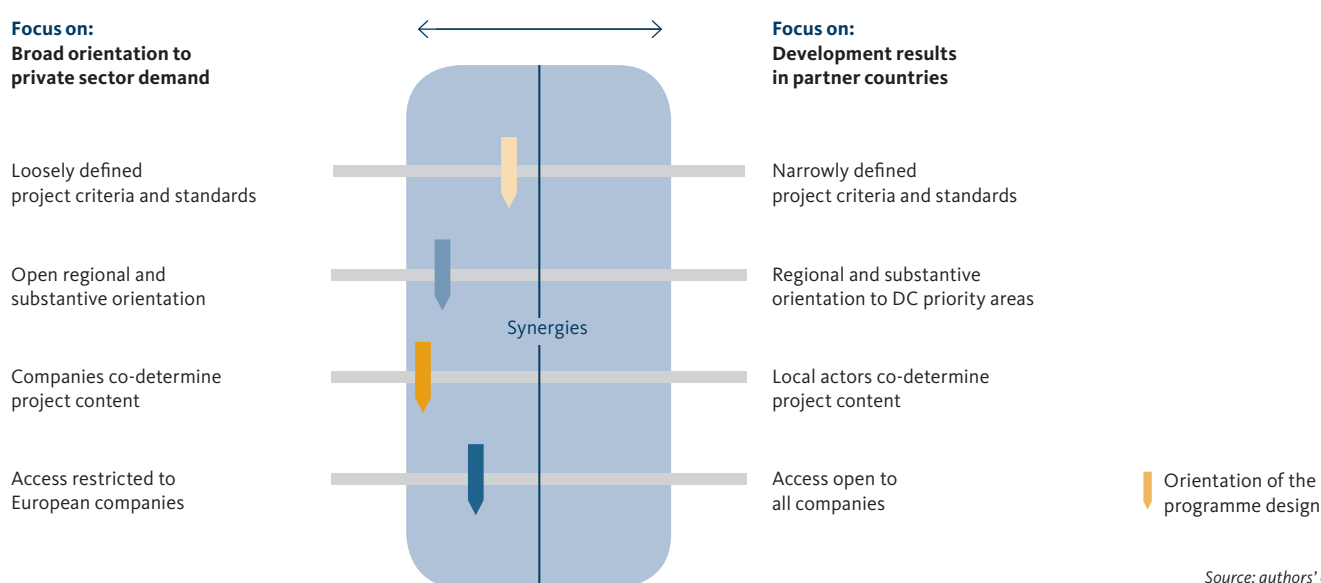 Focus on:
Broad orientation to
private sector demand
Focus on:
Development results
in partner countries
Loosely defined
project criteria and standards
Narrowly defined
project criteria and standards
Open regional and
substantive orientation
Regional and substantive
orientation to DC priority areas
Synergies
Companies co-determine
project content
Local actors co-determine
project content
Access restricted to
European companies
Access open to
all companies
Orientation of the
programme design
Source: authors'